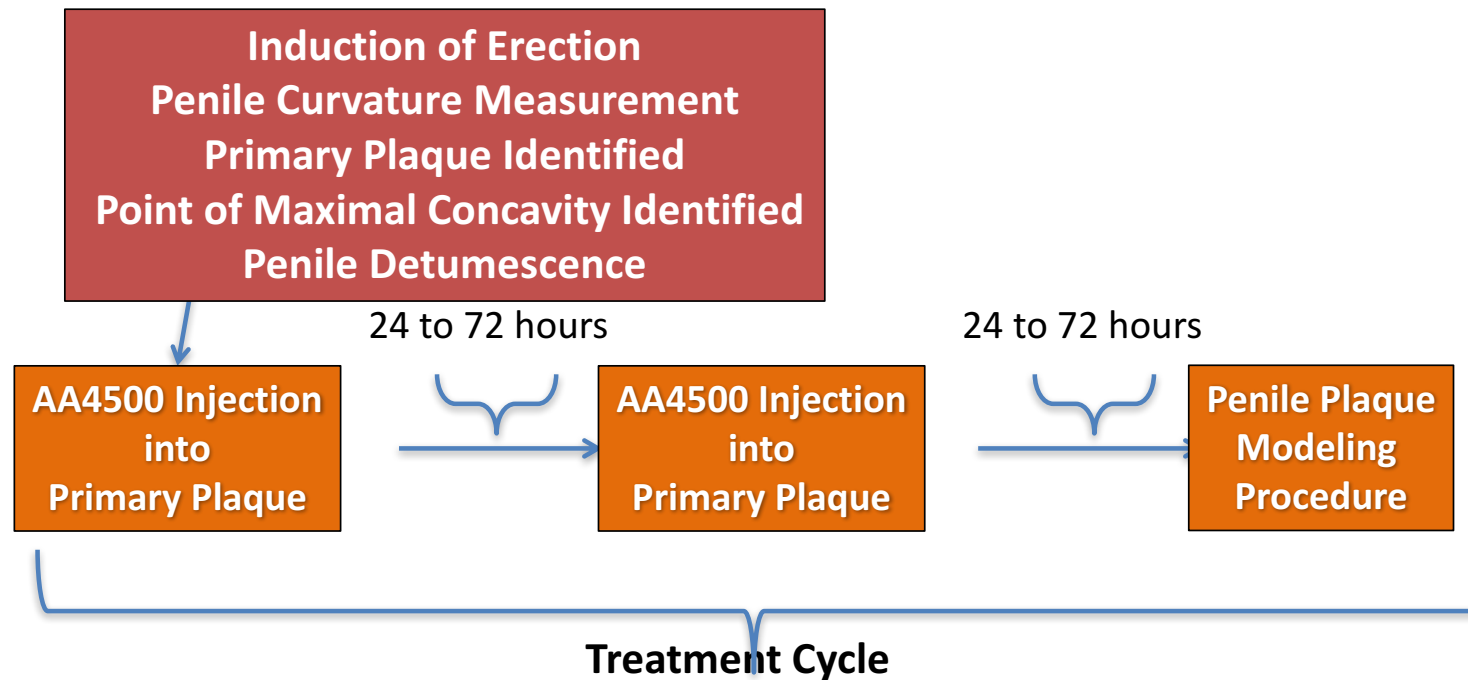 Induction of Erection
Penile Curvature Measurement
Primary Plaque Identified
Point of Maximal Concavity Identified
Penile Detumescence
24 to 72 hours
24 to 72 hours
AA4500 Injection
into
Primary Plaque
AA4500 Injection
into
Primary Plaque
Penile Plaque
Modeling
Procedure
Treatment Cycle